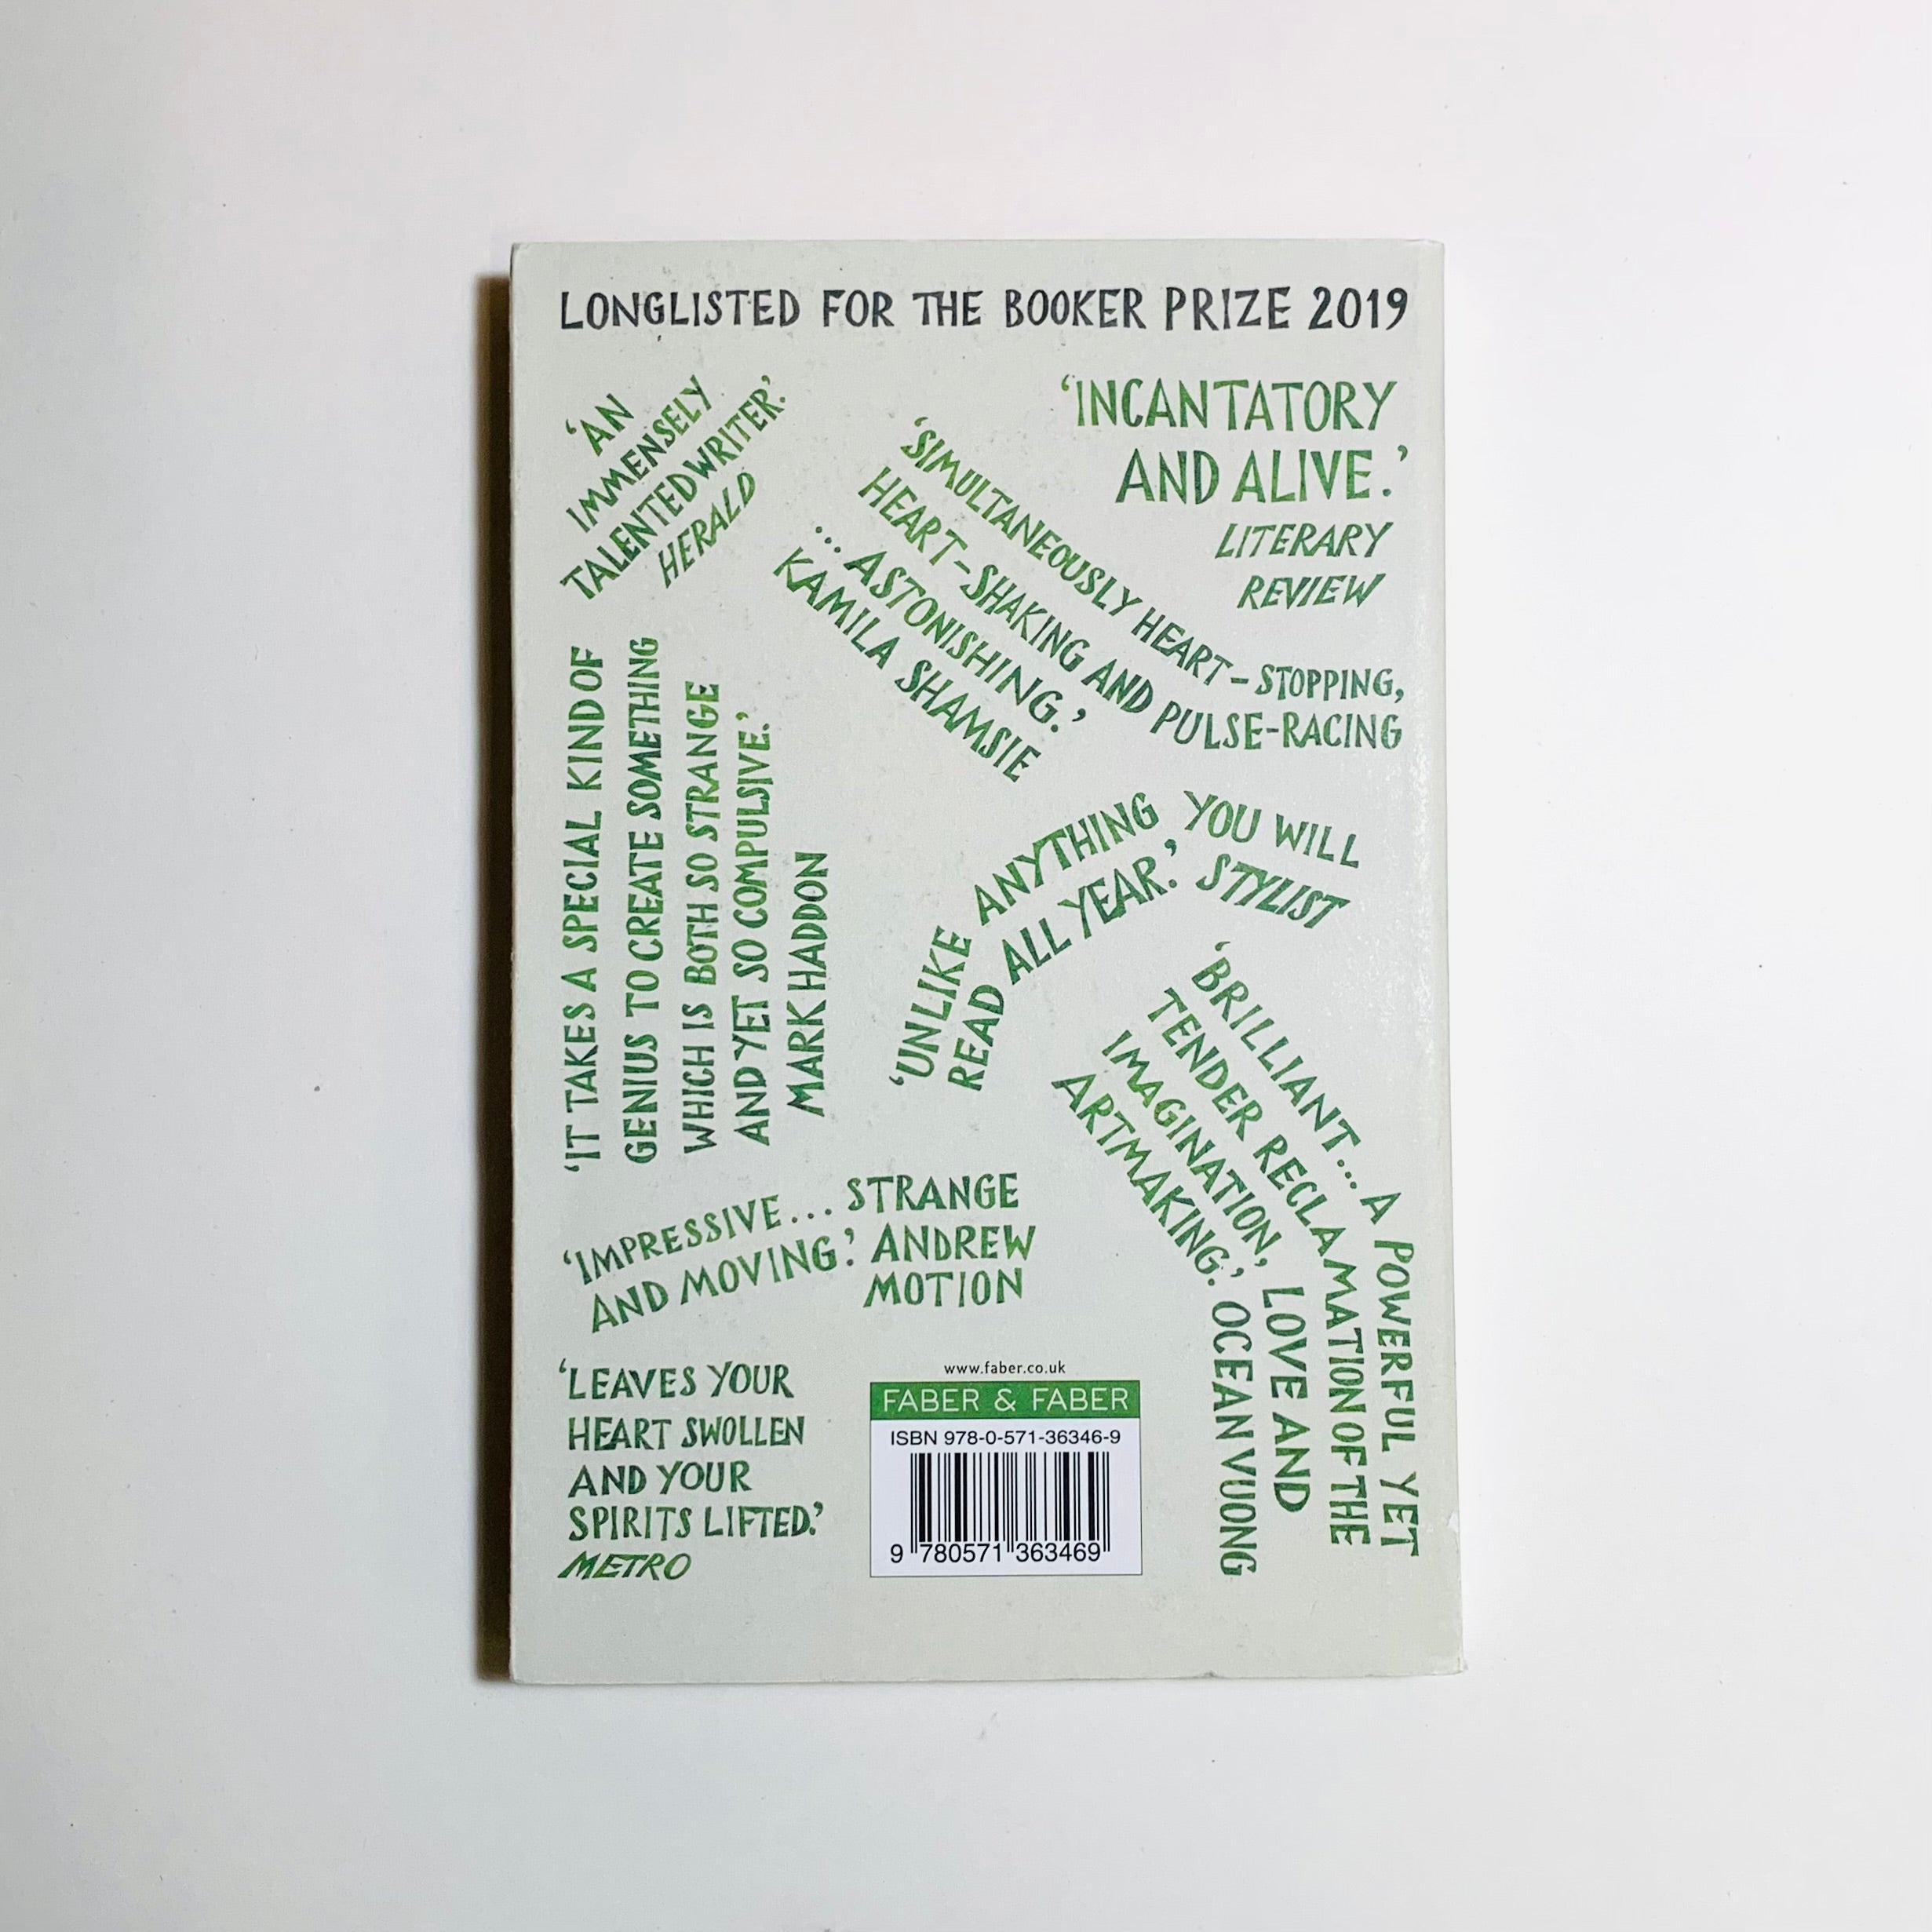 LONGLISTED FOR THE BOOKER PRIZE 2019
‘AN
IMMENSELY
TALENTED WRITER.’
HERALD
‘INCANTATORY
AND ALIVE.’
LITERARY
REVIEW
‘SIMULTANEOUSLY HEART-STOPPING,
HEART-SHAKING AND PULSE-RACING
...ASTONISHING.’
KAMILA SHAMSIE
‘IT TAKES A SPECIAL KIND OF
GENIUS TO CREATE SOMETHING
WHICH IS BOTH SO STRANGE
AND YET SO COMPULSIVE.’
MARK HADDON
‘UNLIKE ANYTHING YOU WILL
READ ALL YEAR.’ STYLIST
‘BRILLIANT... A POWERFUL YET
TENDER RECLAMATION OF THE
IMAGINATION, LOVE AND
ARTMAKING.’ OCEAN VUONG
‘IMPRESSIVE... STRANGE
AND MOVING.’ ANDREW
MOTION
‘LEAVES YOUR
HEART SWOLLEN
AND YOUR
SPIRITS LIFTED.’
METRO
www.faber.co.uk
FABER & FABER
ISBN 978-0-571-36346-9
9 780571 363469